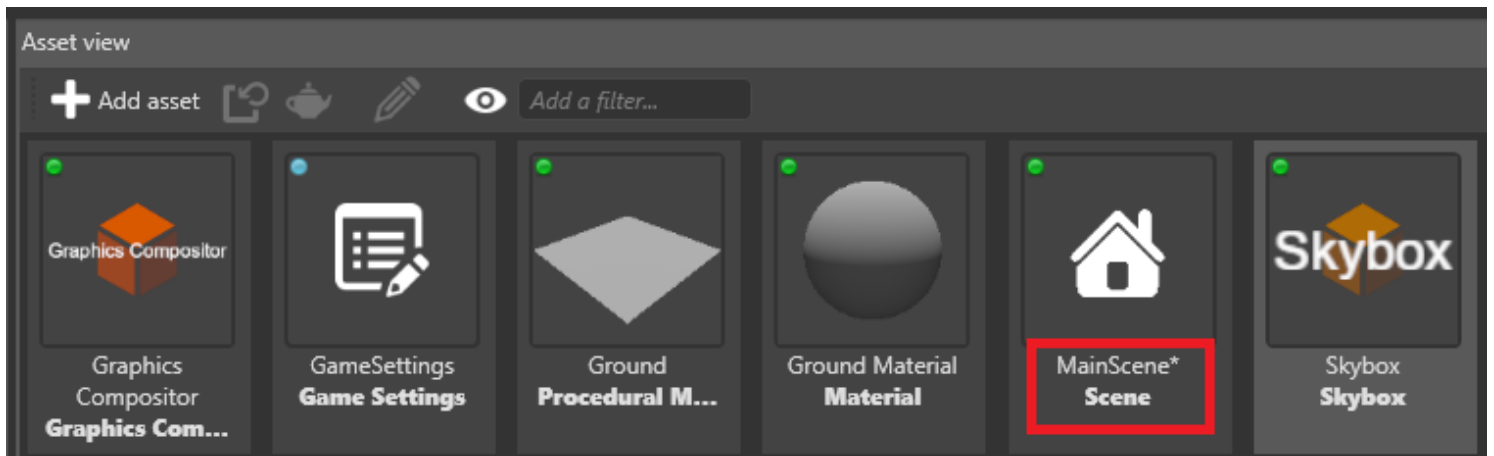 Asset view
Add asset
Add a filter...
Graphics Compositor
Graphics
Compositor
Graphics Com...
GameSettings
Game Settings
Ground
Procedural M...
Ground Material
Material
MainScene*
Scene
Skybox
Skybox
Skybox